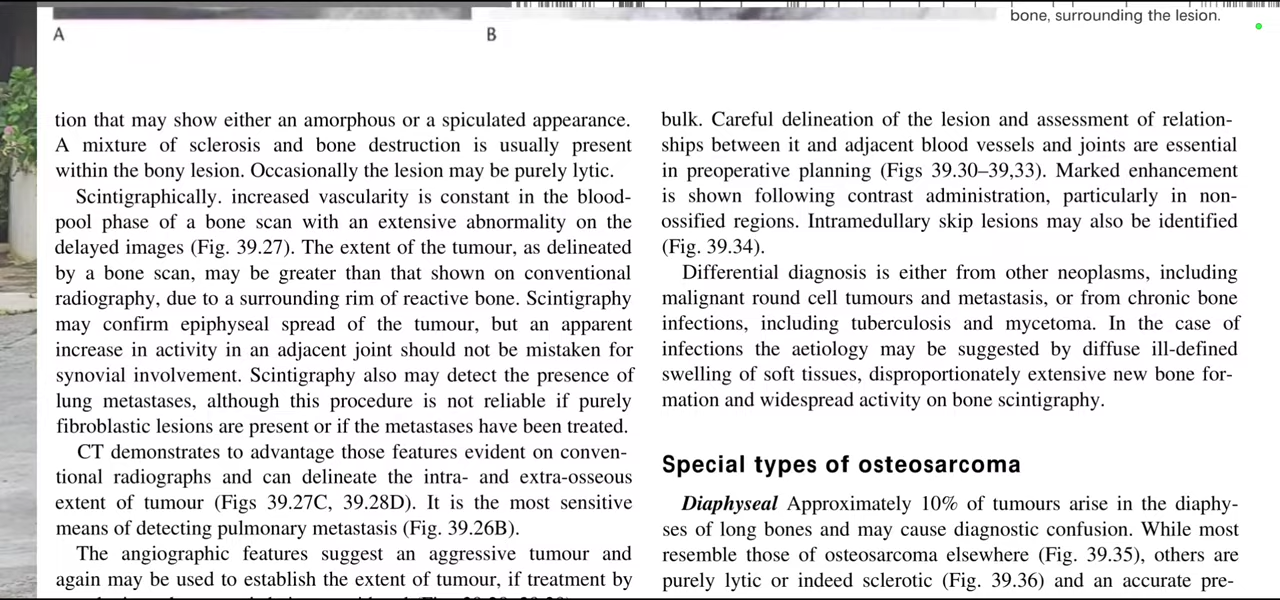 bone, surrounding the lesion.
A
B
tion that may show either an amorphous or a spiculated appearance.
A mixture of sclerosis and bone destruction is usually present
within the bony lesion. Occasionally the lesion may be purely lytic.
Scintigraphically. increased vascularity is constant in the blood-
pool phase of a bone scan with an extensive abnormality on the
delayed images (Fig. 39.27). The extent of the tumour, as delineated
by a bone scan, may be greater than that shown on conventional
radiography, due to a surrounding rim of reactive bone. Scintigraphy
may confirm epiphyseal spread of the tumour, but an apparent
increase in activity in an adjacent joint should not be mistaken for
synovial involvement. Scintigraphy also may detect the presence of
lung metastases, although this procedure is not reliable if purely
fibroblastic lesions are present or if the metastases have been treated.
CT demonstrates to advantage those features evident on conven-
tional radiographs and can delineate the intra- and extra-osseous
extent of tumour (Figs 39.27C, 39.28D). It is the most sensitive
means of detecting pulmonary metastasis (Fig. 39.26B).
The angiographic features suggest an aggressive tumour and
again may be used to establish the extent of tumour, if treatment by
bulk. Careful delineation of the lesion and assessment of relation-
ships between it and adjacent blood vessels and joints are essential
in preoperative planning (Figs 39.30–39,33). Marked enhancement
is shown following contrast administration, particularly in non-
ossified regions. Intramedullary skip lesions may also be identified
(Fig. 39.34).
Differential diagnosis is either from other neoplasms, including
malignant round cell tumours and metastasis, or from chronic bone
infections, including tuberculosis and mycetoma. In the case of
infections the aetiology may be suggested by diffuse ill-defined
swelling of soft tissues, disproportionately extensive new bone for-
mation and widespread activity on bone scintigraphy.
Special types of osteosarcoma
Diaphyseal Approximately 10% of tumours arise in the diaphy-
ses of long bones and may cause diagnostic confusion. While most
resemble those of osteosarcoma elsewhere (Fig. 39.35), others are
purely lytic or indeed sclerotic (Fig. 39.36) and an accurate pre-